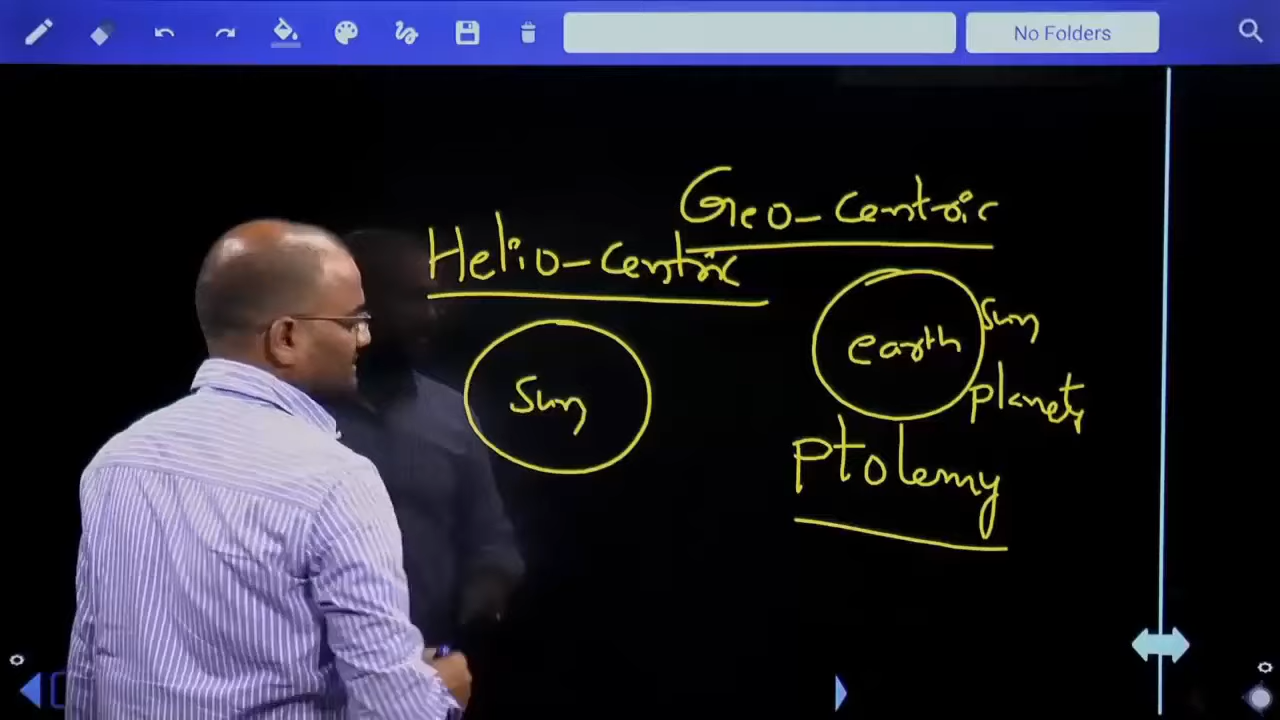 No Folders
Geo-Centric
Helio-Centric
earth
Sun
planets
Sun
Ptolemy